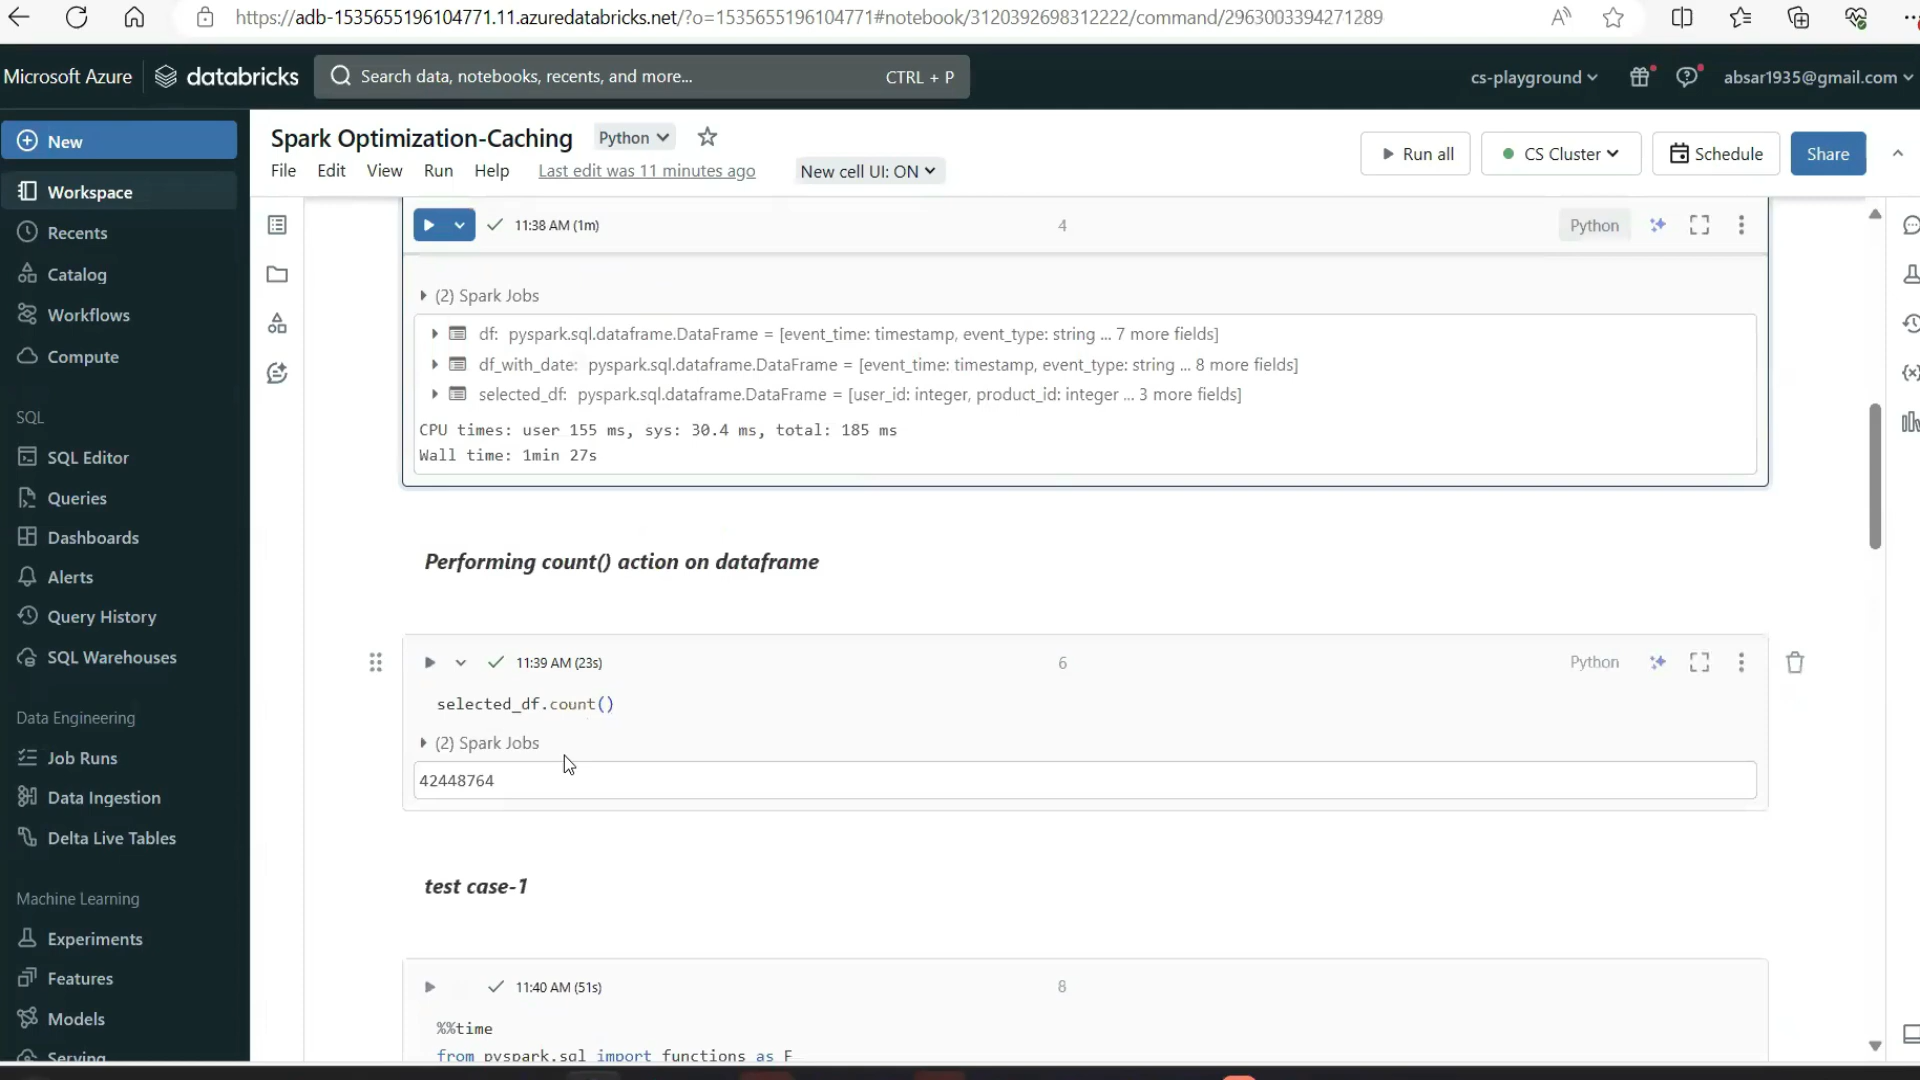 https://adb-1535655196104771.11.azuredatabricks.net/?o=1535655196104771#notebook/3120392698312222/command/2963003394271289
Microsoft Azure databricks Search data, notebooks, recents, and more... CTRL + P cs-playground absar1935@gmail.com
New
Workspace
Recents
Catalog
Workflows
Compute
SQL
SQL Editor
Queries
Dashboards
Alerts
Query History
SQL Warehouses
Data Engineering
Job Runs
Data Ingestion
Delta Live Tables
Machine Learning
Experiments
Features
Models
Serving
Spark Optimization-Caching Python
File Edit View Run Help Last edit was 11 minutes ago New cell UI: ON
Run all CS Cluster Schedule Share
11:38 AM (1m) 4 Python
(2) Spark Jobs
df: pyspark.sql.dataframe.DataFrame = [event_time: timestamp, event_type: string ... 7 more fields]
df_with_date: pyspark.sql.dataframe.DataFrame = [event_time: timestamp, event_type: string ... 8 more fields]
selected_df: pyspark.sql.dataframe.DataFrame = [user_id: integer, product_id: integer ... 3 more fields]
CPU times: user 155 ms, sys: 30.4 ms, total: 185 ms
Wall time: 1min 27s
Performing count() action on dataframe
11:39 AM (23s) 6 Python
selected_df.count()
(2) Spark Jobs
42448764
test case-1
11:40 AM (51s) 8
%%time
from pyspark.sql import functions as F